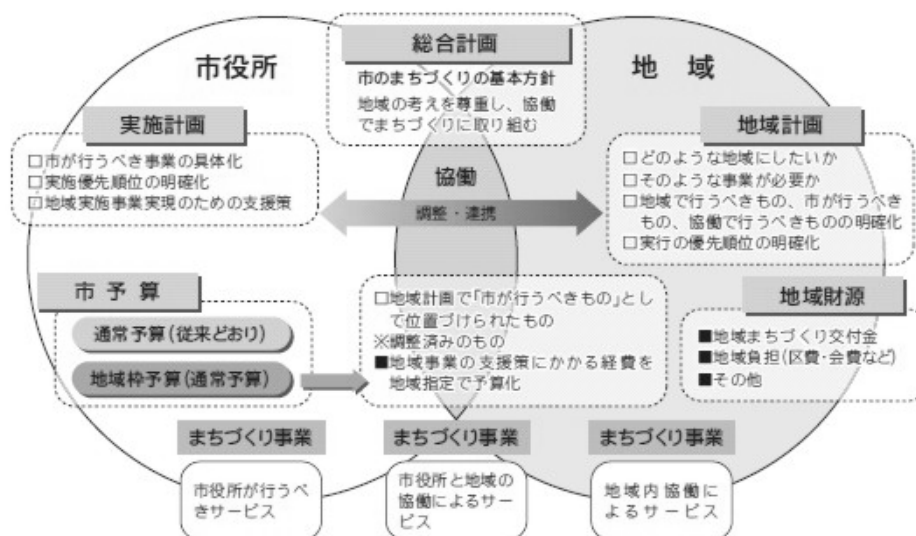 総合計画
市のまちづくりの基本方針
地域の考えを尊重し、協働
でまちづくりに取り組む
市役所
地 域
実施計画
□市が行うべき事業の具体化
□実施優先順位の明確化
□地域実施事業実現のための支援策
協働
調整・連携
地域計画
□どのような地域にしたいか
□そのような事業が必要か
□地域で行うべきもの、市が行うべき
もの、協働で行うべきものの明確化
□実行の優先順位の明確化
市 予 算
通常予算(従来どおり)
地域枠予算(通常予算)
□地域計画で「市が行うべきもの」とし
て位置づけられたもの
※調整済みのもの
■地域事業の支援策にかかる経費を
地域指定で予算化
地域財源
■地域まちづくり交付金
■地域負担(区費・会費など)
■その他
まちづくり事業
市役所が行うべ
きサービス
まちづくり事業
市役所と地域の
協働によるサー
ビス
まちづくり事業
地域内協働に
よるサービス